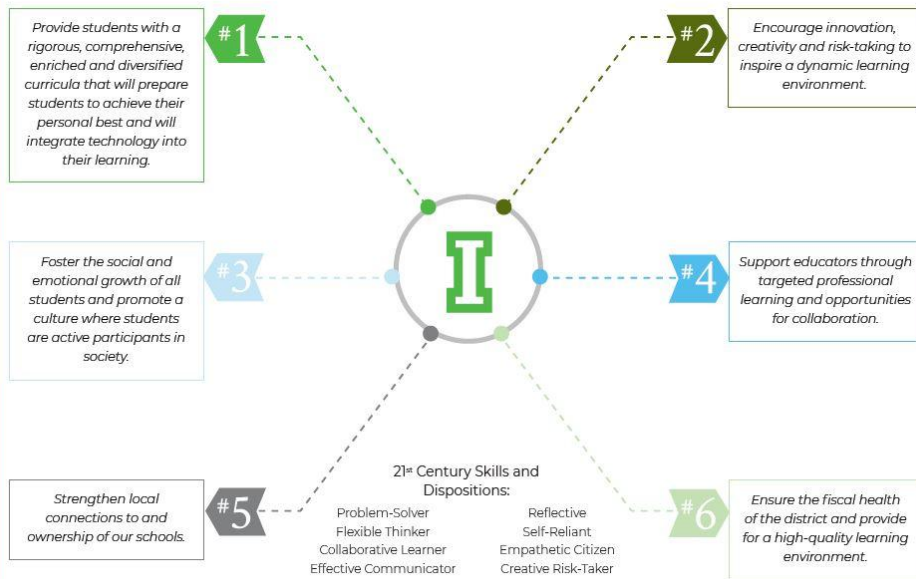 #1
Provide students with a
rigorous, comprehensive,
enriched and diversified
curricula that will prepare
students to achieve their
personal best and will
integrate technology into
their learning.
#2
Encourage innovation,
creativity and risk-taking to
inspire a dynamic learning
environment.
I
#3
Foster the social and
emotional growth of all
students and promote a
culture where students
are active participants in
society.
#4
Support educators through
targeted professional
learning and opportunities
for collaboration.
#5
Strengthen local
connections to and
ownership of our schools.
21st Century Skills and
Dispositions:
Problem-Solver
Flexible Thinker
Collaborative Learner
Effective Communicator
Reflective
Self-Reliant
Empathetic Citizen
Creative Risk-Taker
#6
Ensure the fiscal health
of the district and provide
for a high-quality learning
environment.